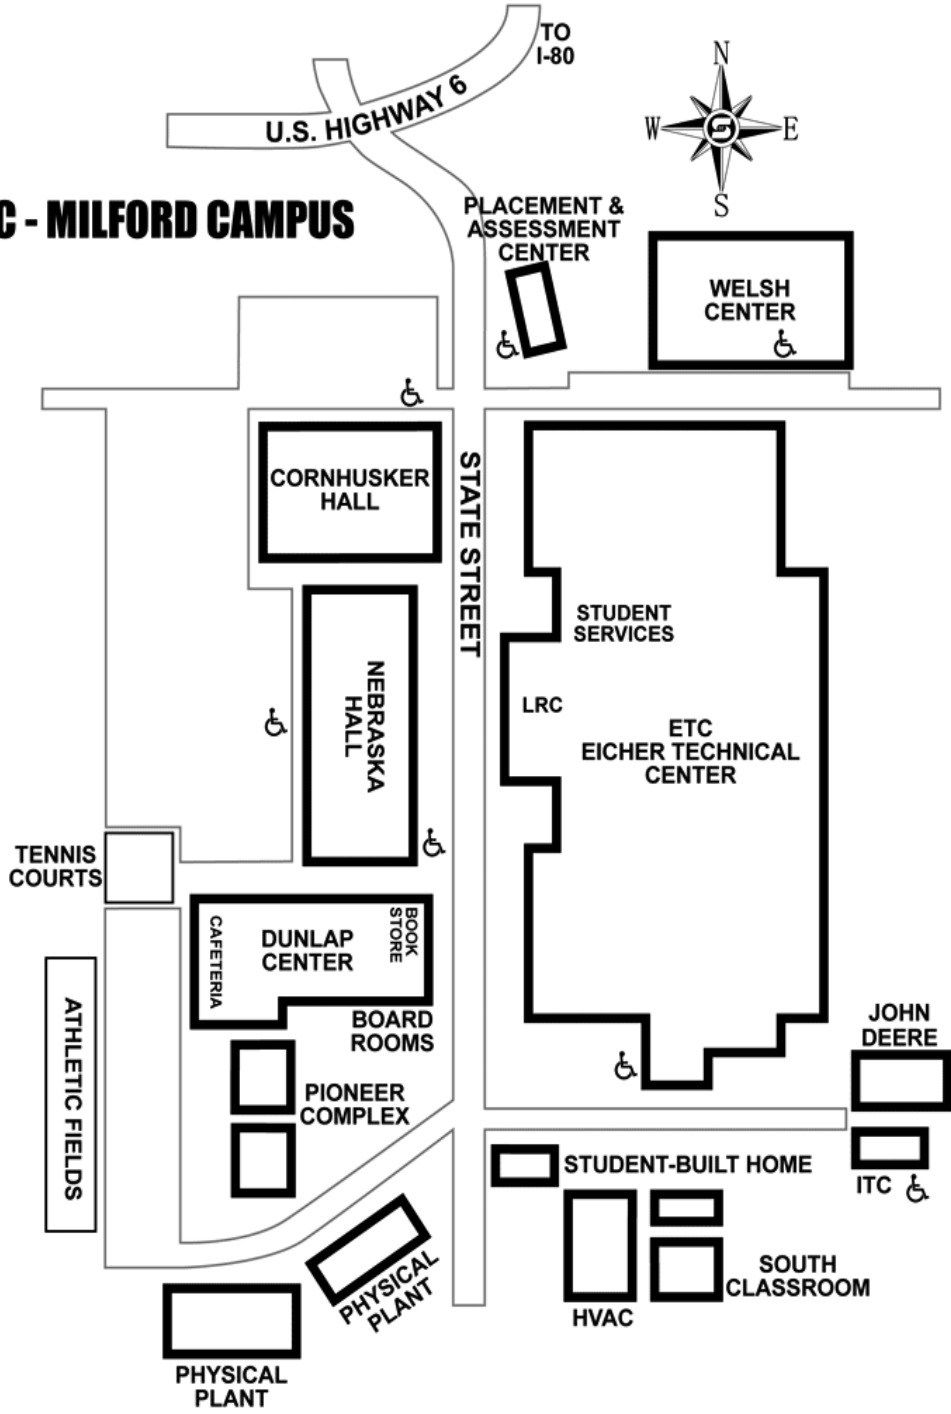 TO
I-80
U.S. HIGHWAY 6
N
W
E
S
C - MILFORD CAMPUS
PLACEMENT &
ASSESSMENT
CENTER
WELSH
CENTER
CORNHUSKER
HALL
STATE STREET
STUDENT
SERVICES
NEBRASKA
HALL
LRC
ETC
EICHER TECHNICAL
CENTER
TENNIS
COURTS
CAFETERIA
DUNLAP
CENTER
BOOK
STORE
BOARD
ROOMS
ATHLETIC FIELDS
PIONEER
COMPLEX
JOHN
DEERE
STUDENT-BUILT HOME
ITC
PHYSICAL
PLANT
SOUTH
CLASSROOM
HVAC
PHYSICAL
PLANT